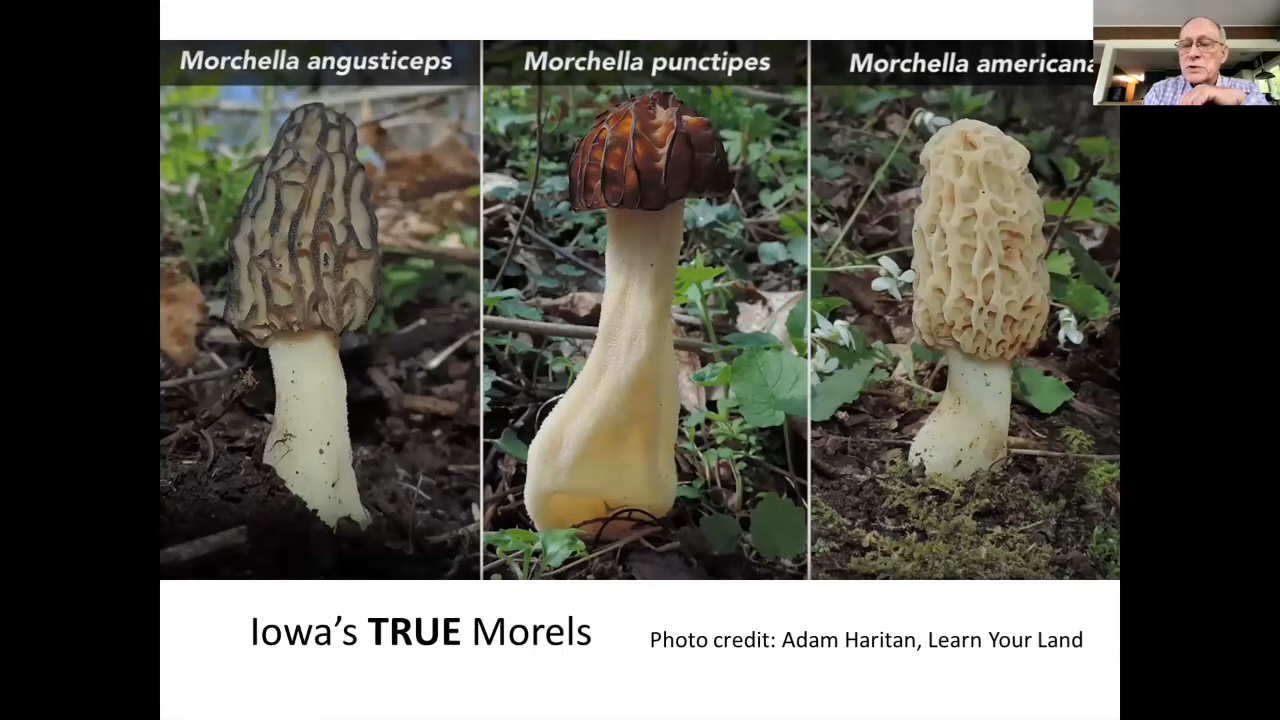 Morchella angusticeps
Morchella punctipes
Morchella americana
Iowa's TRUE Morels
Photo credit: Adam Haritan, Learn Your Land